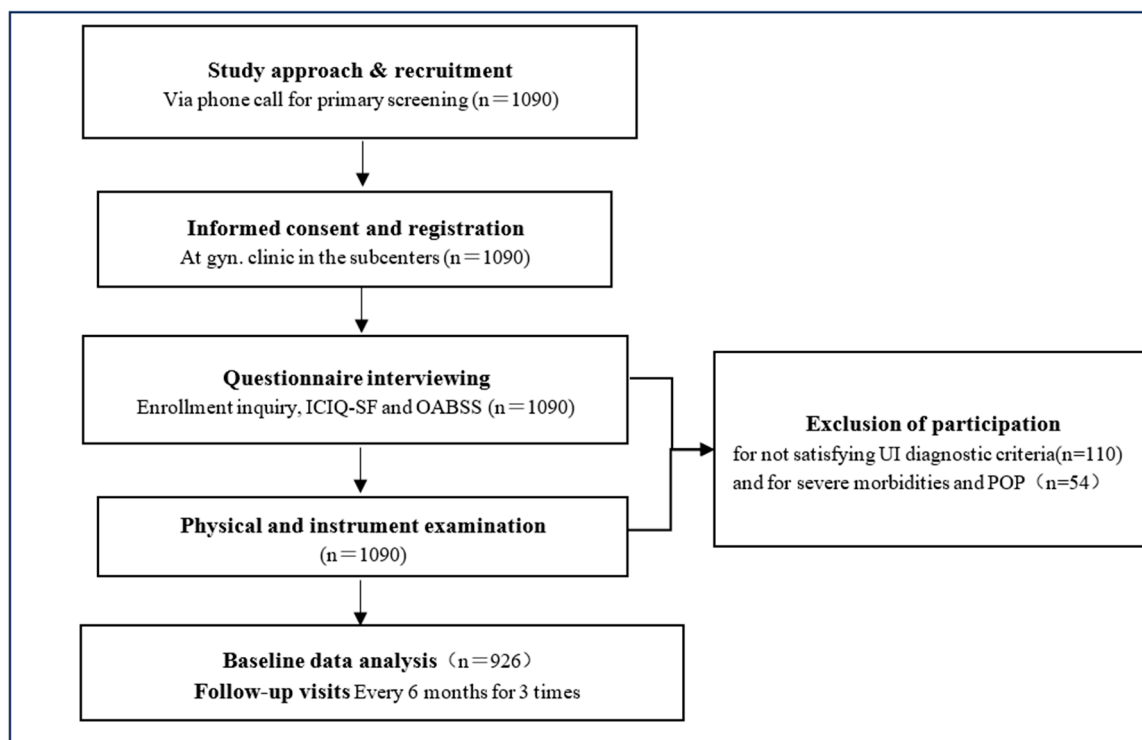 Study approach & recruitment
Via phone call for primary screening (n＝1090)
Informed consent and registration
At gyn. clinic in the subcenters (n＝1090)
Questionnaire interviewing
Enrollment inquiry, ICIQ-SF and OABSS (n＝1090)
Exclusion of participation
for not satisfying UI diagnostic criteria(n=110)
and for severe morbidities and POP（n=54）
Physical and instrument examination
(n＝1090)
Baseline data analysis（n＝926）
Follow-up visits Every 6 months for 3 times